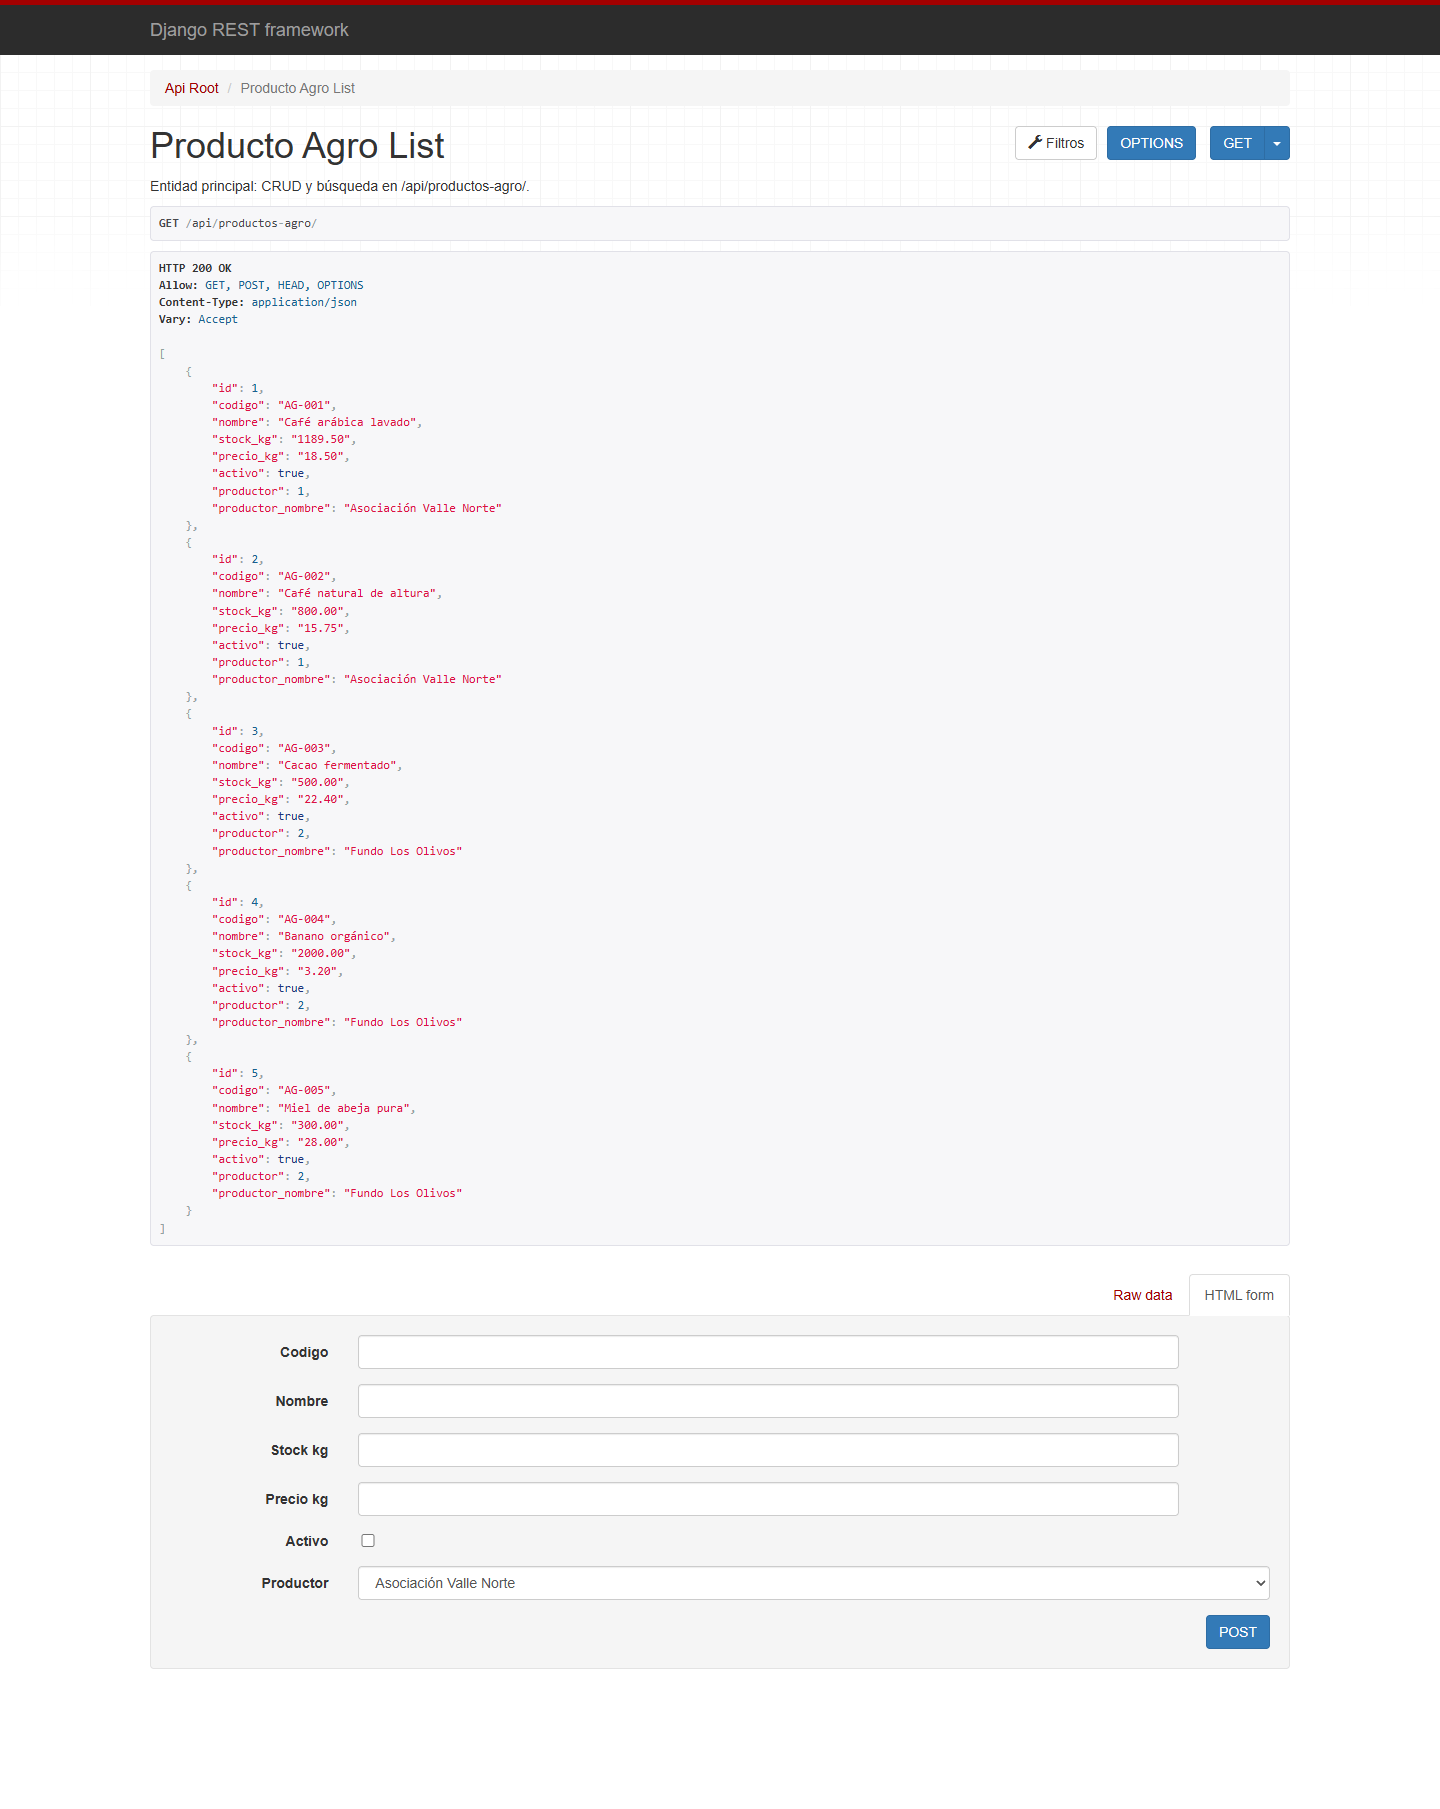 Django REST framework
Api Root / Producto Agro List
Producto Agro List
Filtros
OPTIONS
GET
Entidad principal: CRUD y búsqueda en /api/productos-agro/.
GET /api/productos-agro/
HTTP 200 OK
Allow: GET, POST, HEAD, OPTIONS
Content-Type: application/json
Vary: Accept
[
    {
        "id": 1,
        "codigo": "AG-001",
        "nombre": "Café arábica lavado",
        "stock_kg": "1189.50",
        "precio_kg": "18.50",
        "activo": true,
        "productor": 1,
        "productor_nombre": "Asociación Valle Norte"
    },
    {
        "id": 2,
        "codigo": "AG-002",
        "nombre": "Café natural de altura",
        "stock_kg": "800.00",
        "precio_kg": "15.75",
        "activo": true,
        "productor": 1,
        "productor_nombre": "Asociación Valle Norte"
    },
    {
        "id": 3,
        "codigo": "AG-003",
        "nombre": "Cacao fermentado",
        "stock_kg": "500.00",
        "precio_kg": "22.40",
        "activo": true,
        "productor": 2,
        "productor_nombre": "Fundo Los Olivos"
    },
    {
        "id": 4,
        "codigo": "AG-004",
        "nombre": "Banano orgánico",
        "stock_kg": "2000.00",
        "precio_kg": "3.20",
        "activo": true,
        "productor": 2,
        "productor_nombre": "Fundo Los Olivos"
    },
    {
        "id": 5,
        "codigo": "AG-005",
        "nombre": "Miel de abeja pura",
        "stock_kg": "300.00",
        "precio_kg": "28.00",
        "activo": true,
        "productor": 2,
        "productor_nombre": "Fundo Los Olivos"
    }
]
Raw data
HTML form
Codigo
Nombre
Stock kg
Precio kg
Activo
Productor
Asociación Valle Norte
POST